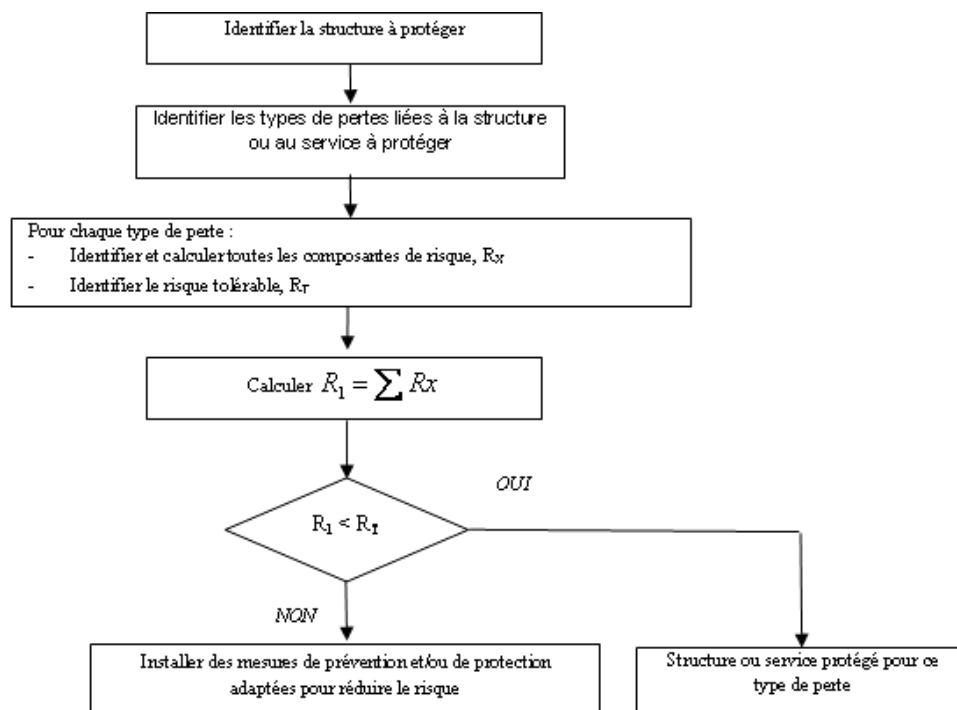 Identifier la structure à protéger
Identifier les types de pertes liées à la structure
ou au service à protéger
Pour chaque type de perte :
- Identifier et calculer toutes les composantes de risque, Rx
- Identifier le risque tolérable, RT
Calculer R1 = ∑ Rx
OUI
R1 < RT
NON
Installer des mesures de prévention et/ou de protection
adaptées pour réduire le risque
Structure ou service protégé pour ce
type de perte